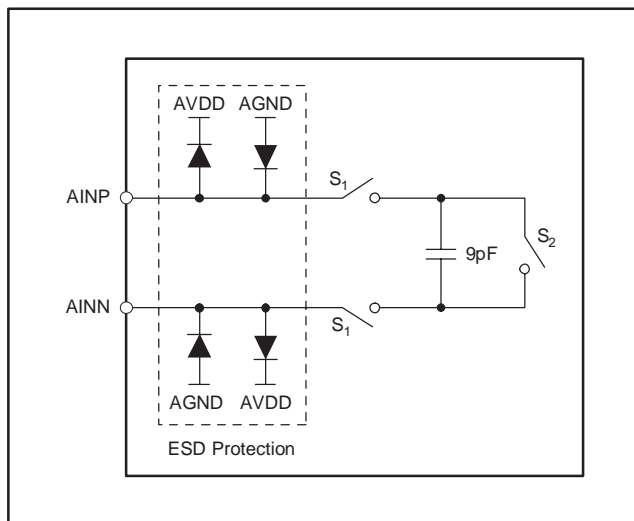 AVDD AGND
S1
AINP
S2
9pF
AINN
S1
AGND AVDD
ESD Protection